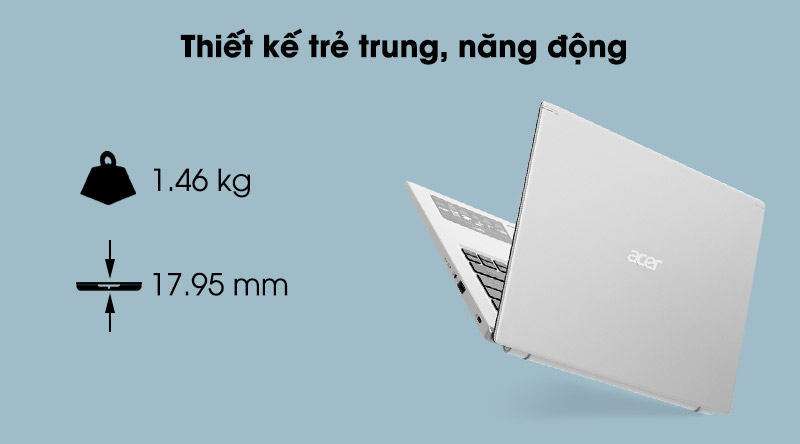 Thiết kế trẻ trung, năng động
1.46 kg
17.95 mm
acer